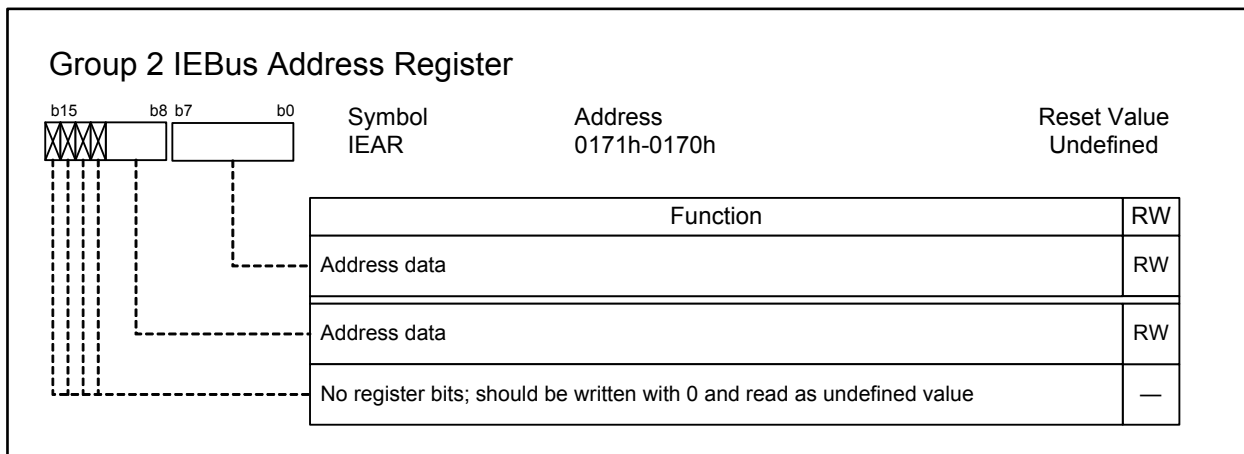 Group 2 IEBus Address Register
b15 b8 b7 b0
Symbol Address Reset Value
IEAR 0171h-0170h Undefined
Function RW
Address data RW
Address data RW
No register bits; should be written with 0 and read as undefined value —